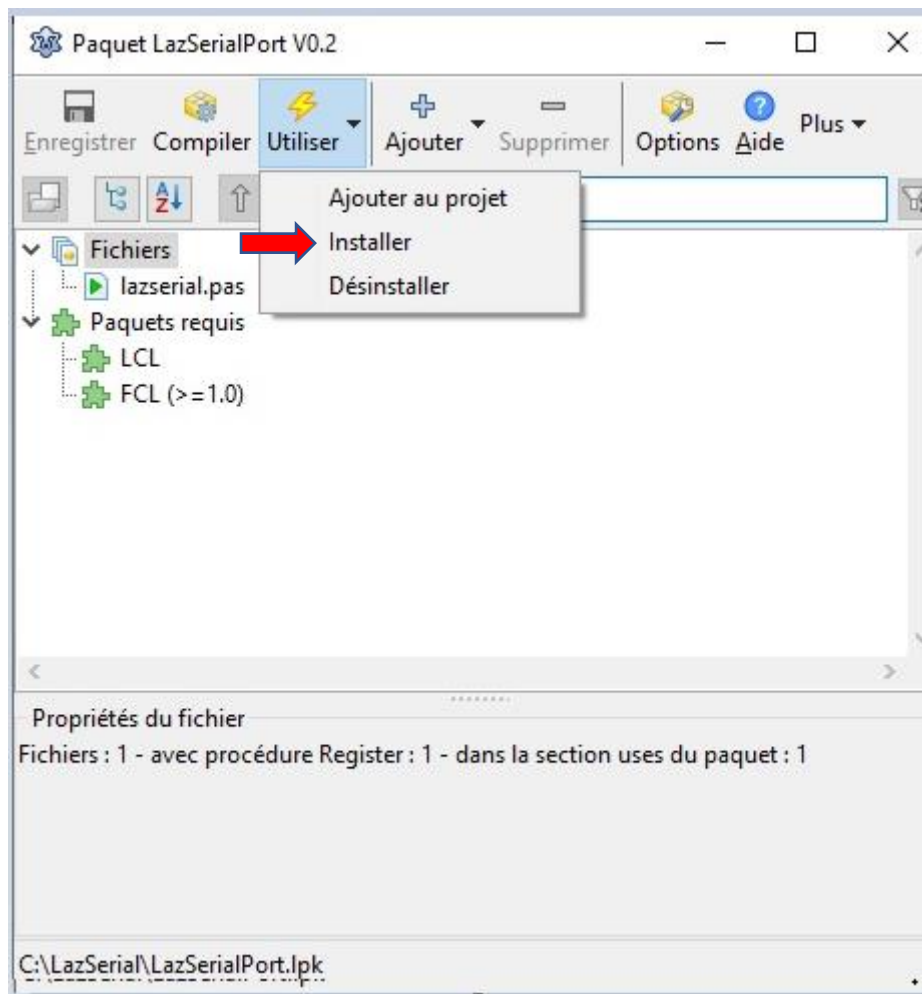 Paquet LazSerialPort V0.2
Enregistrer Compiler Utiliser Ajouter Supprimer Options Aide Plus
Ajouter au projet
Installer
Désinstaller
Fichiers
lazserial.pas
Paquets requis
LCL
FCL (>=1.0)
Propriétés du fichier
Fichiers : 1 - avec procédure Register : 1 - dans la section uses du paquet : 1
C:\LazSerial\LazSerialPort.lpk